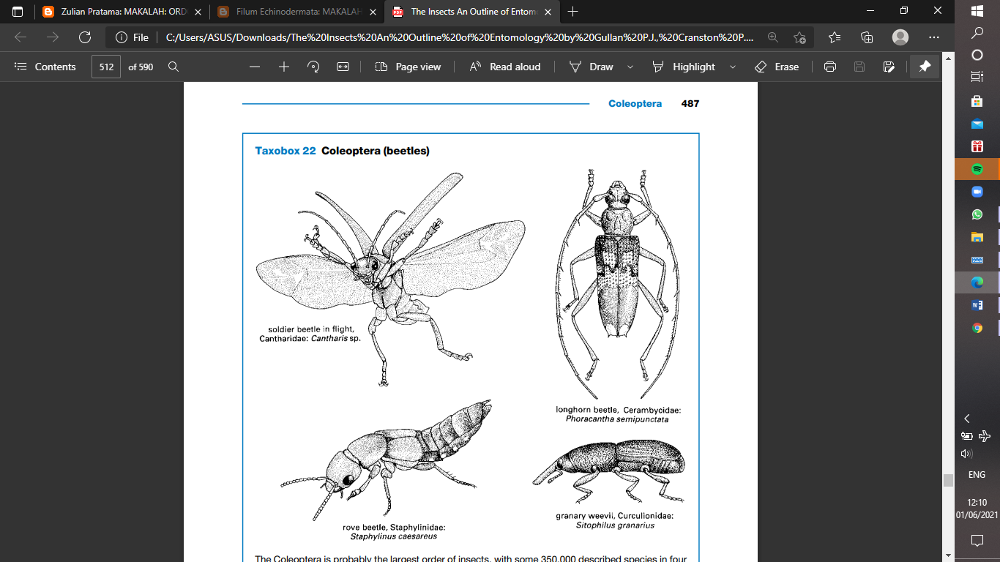 Zulian Pratama: MAKALAH: ORD
Filum Echinodermata: MAKALAH
The Insects An Outline of Entom
File
C:/Users/ASUS/Downloads/The%20Insects%20An%20Outline%20of%20Entomology%20by%20Gullan%20P.J.,%20Cranston%20P....
Contents
512
of 590
Page view
Read aloud
Draw
Highlight
Erase
Coleoptera 487
Taxobox 22 Coleoptera (beetles)
soldier beetle in flight,
Cantharidae: Cantharis sp.
longhorn beetle, Cerambycidae:
Phoracantha semipunctata
rove beetle, Staphylinidae:
Staphylinus caesareus
granary weevil, Curculionidae:
Sitophilus granarius
The Coleoptera is probably the largest order of insects, with some 350,000 described species in four
ENG
12:10
01/06/2021